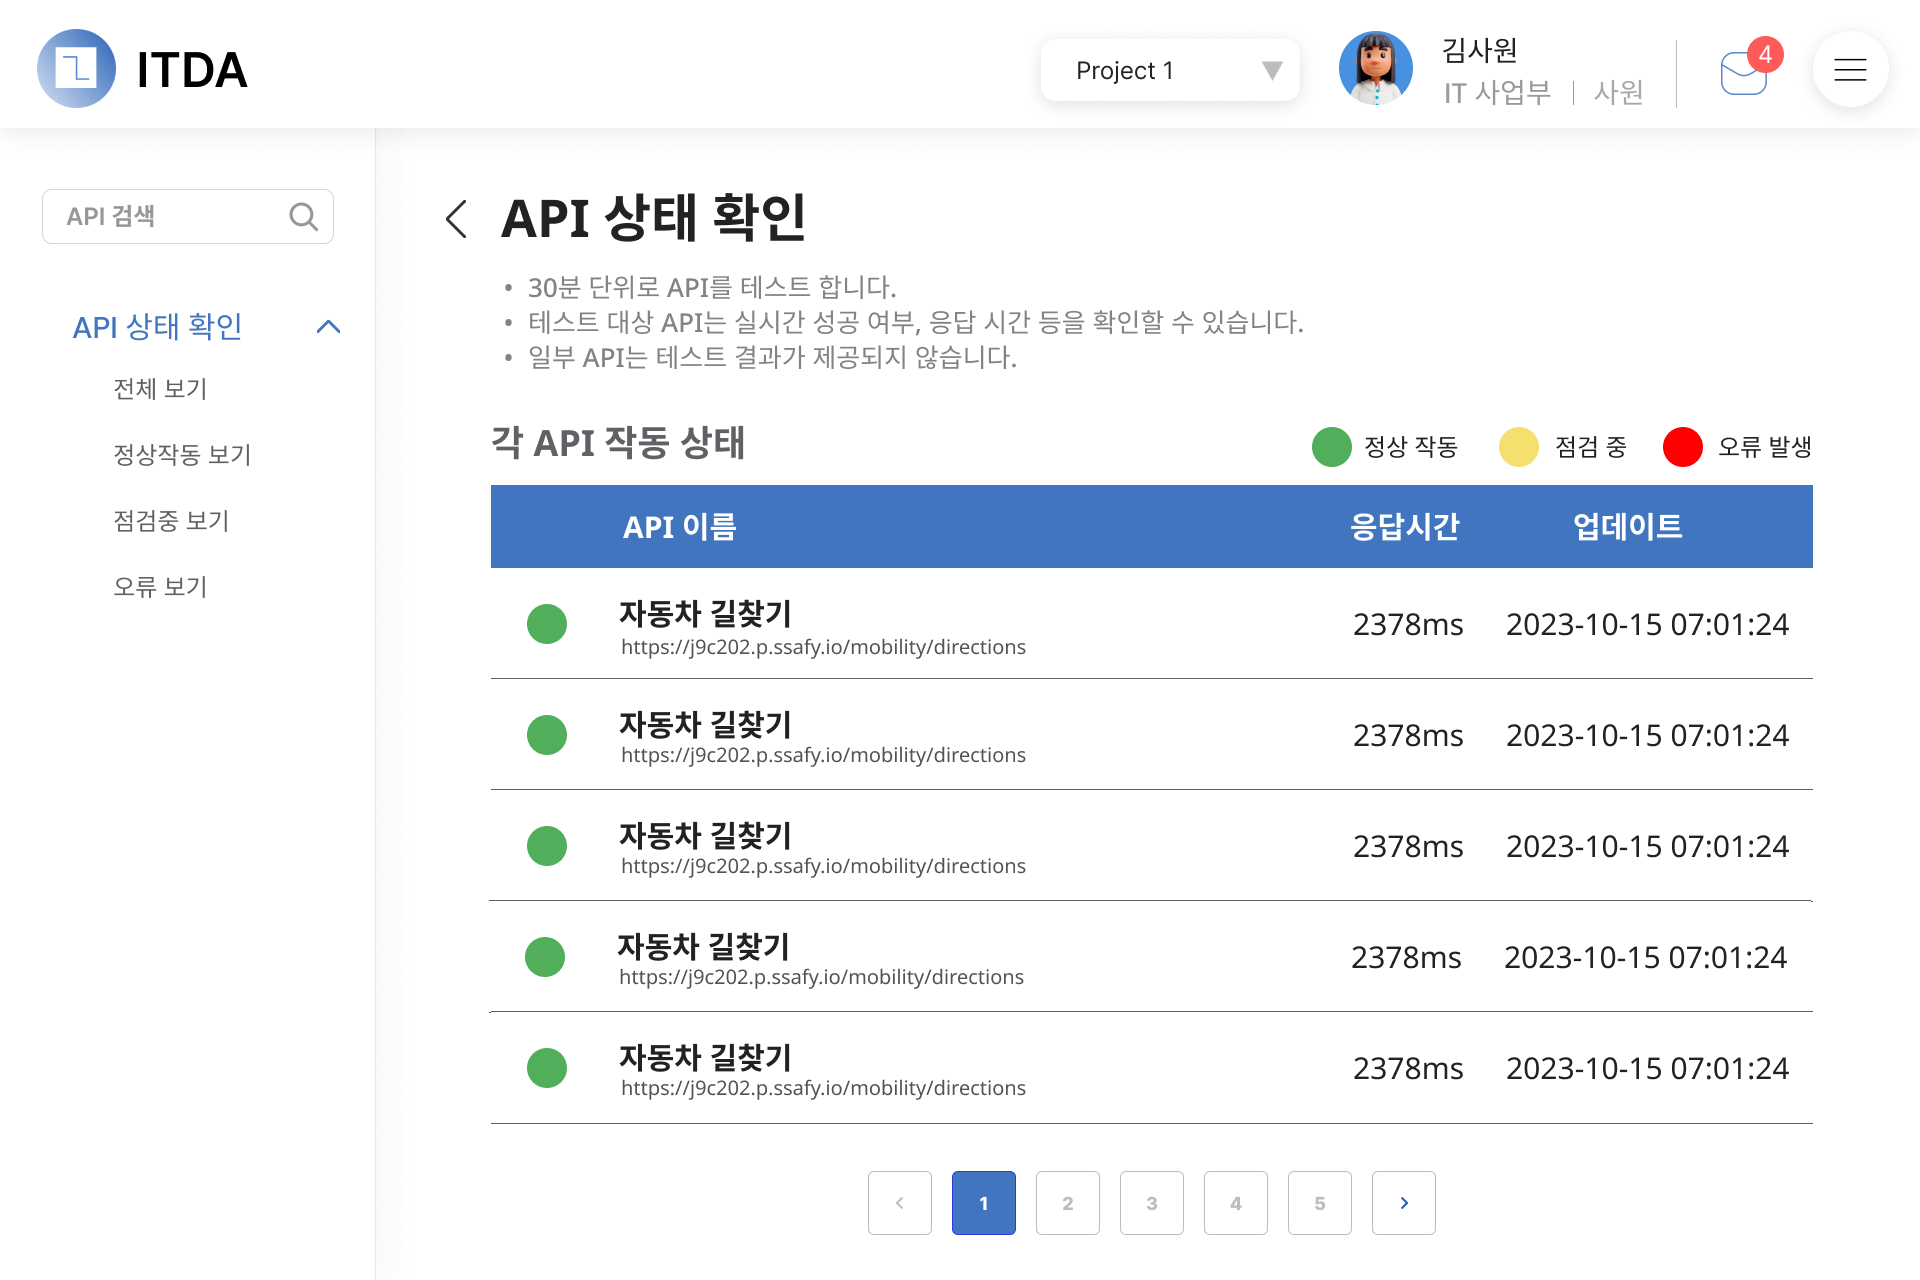 ITDA
Project 1
김사원
IT 사업부 | 사원
4
API 검색
API 상태 확인
전체 보기
정상작동 보기
점검중 보기
오류 보기
API 상태 확인
• 30분 단위로 API를 테스트 합니다.
• 테스트 대상 API는 실시간 성공 여부, 응답 시간 등을 확인할 수 있습니다.
• 일부 API는 테스트 결과가 제공되지 않습니다.
각 API 작동 상태
정상 작동 점검 중 오류 발생
API 이름 응답시간 업데이트
자동차 길찾기
https://j9c202.p.ssafy.io/mobility/directions
2378ms 2023-10-15 07:01:24
자동차 길찾기
https://j9c202.p.ssafy.io/mobility/directions
2378ms 2023-10-15 07:01:24
자동차 길찾기
https://j9c202.p.ssafy.io/mobility/directions
2378ms 2023-10-15 07:01:24
자동차 길찾기
https://j9c202.p.ssafy.io/mobility/directions
2378ms 2023-10-15 07:01:24
자동차 길찾기
https://j9c202.p.ssafy.io/mobility/directions
2378ms 2023-10-15 07:01:24
1 2 3 4 5